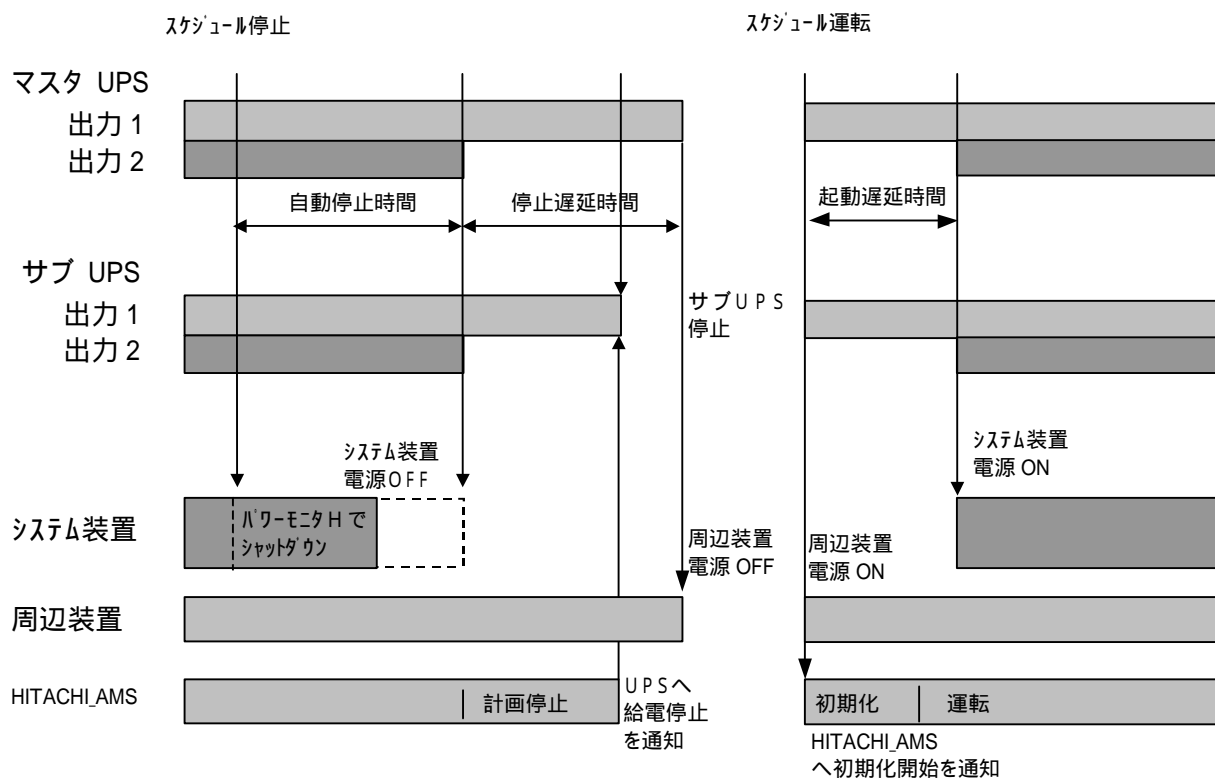 スケジュール停止
スケジュール運転
マスタ UPS
出力 1
出力 2
自動停止時間
停止遅延時間
起動遅延時間
サブ UPS
出力 1
出力 2
サブUPS
停止
システム装置
電源OFF
システム装置
電源 ON
システム装置
パワーモニタ H で
シャットダウン
周辺装置
電源 OFF
周辺装置
電源 ON
周辺装置
HITACHI_AMS
計画停止
UPSへ
給電停止
を通知
初期化
運転
HITACHI_AMS
へ初期化開始を通知